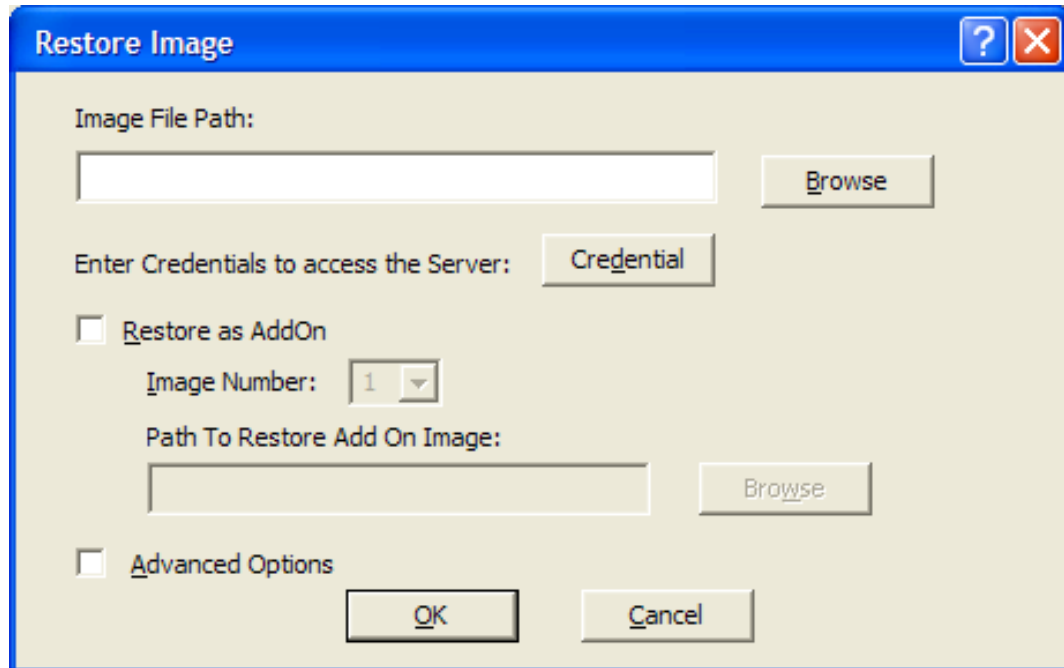 Restore Image
Image File Path:
Browse
Enter Credentials to access the Server: Credential
Restore as AddOn
Image Number: 1
Path To Restore Add On Image:
Browse
Advanced Options
OK Cancel